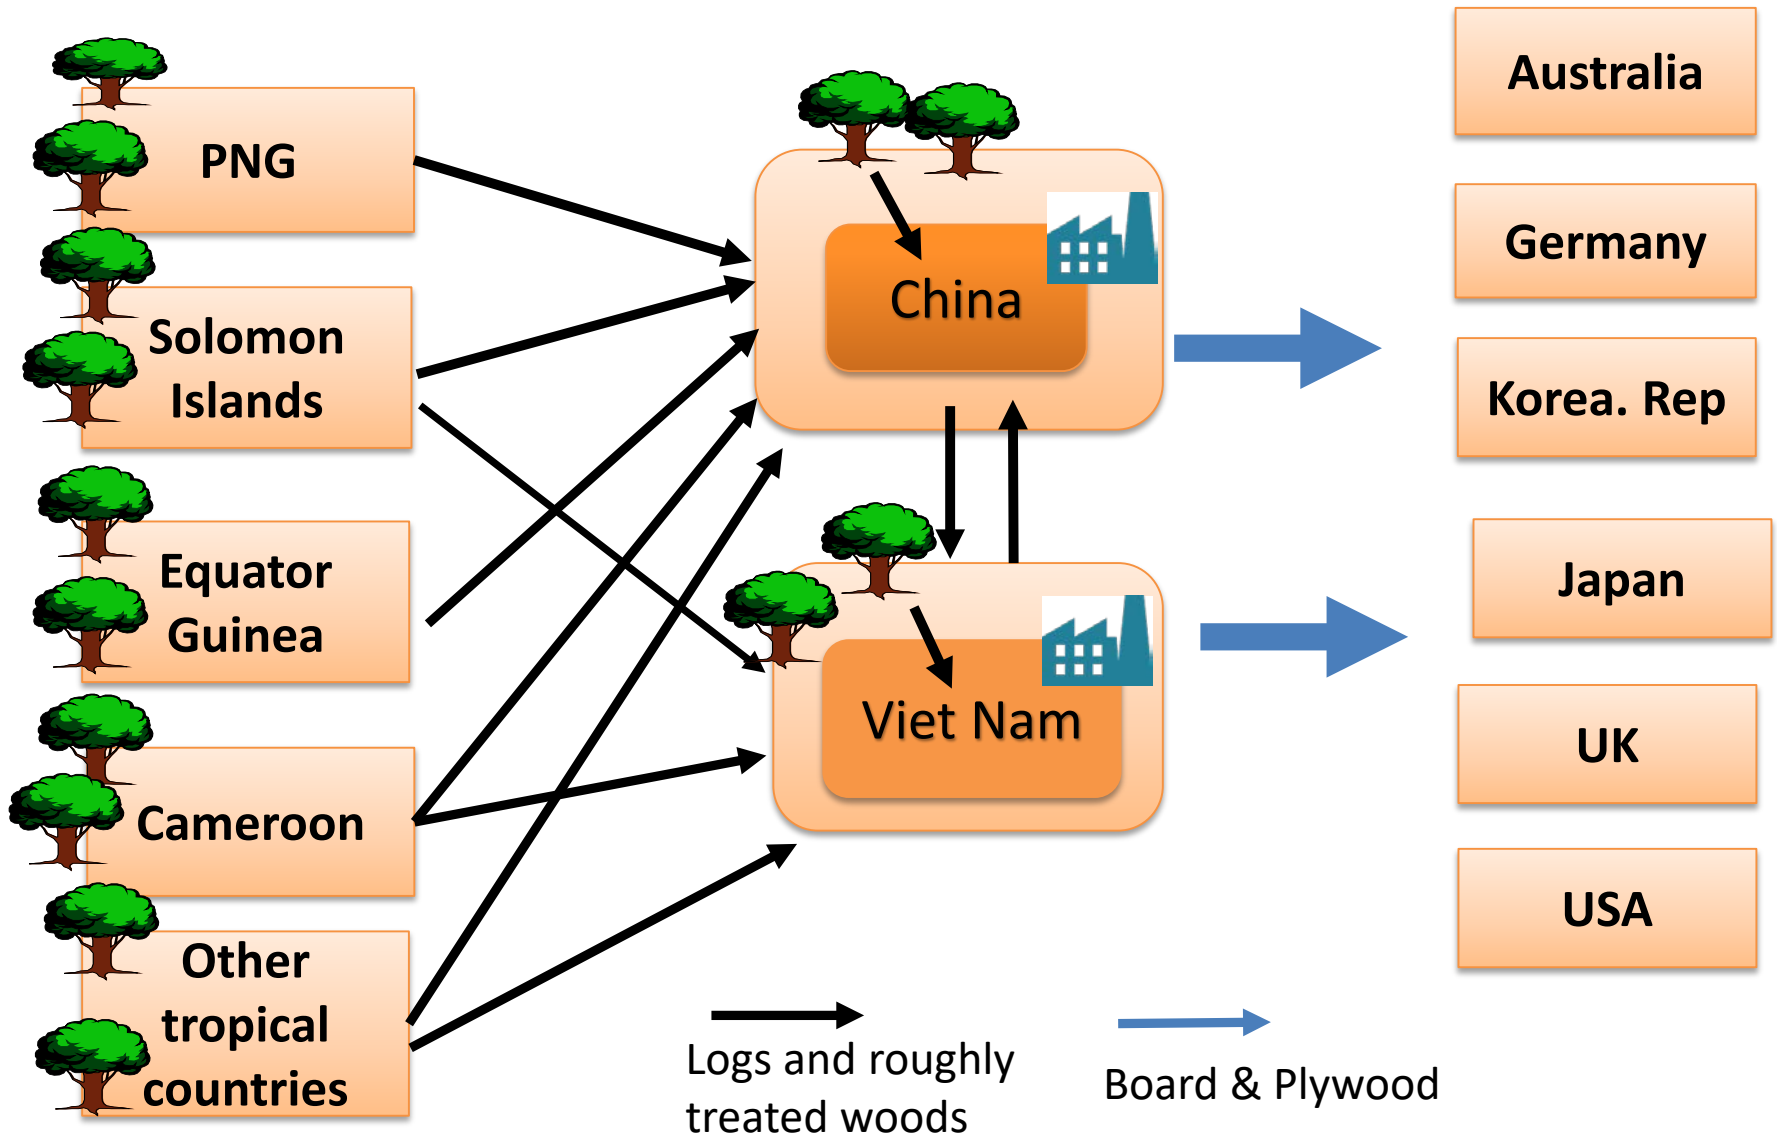 PNG
Solomon
Islands
Equator
Guinea
Cameroon
Other
tropical
countries
China
Viet Nam
Australia
Germany
Korea. Rep
Japan
UK
USA
Logs and roughly
treated woods
Board & Plywood